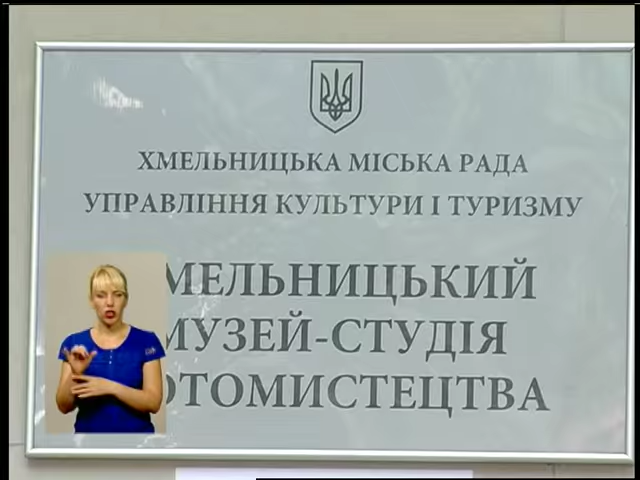 ХМЕЛЬНИЦЬКА МІСЬКА РАДА
УПРАВЛІННЯ КУЛЬТУРИ І ТУРИЗМУ
МЕЛЬНИЦЬКИЙ
МУЗЕЙ-СТУДІЯ
ОТОМИСТЕЦТВА